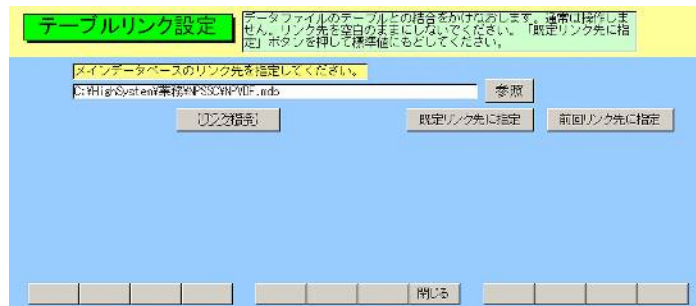 テーブルリンク設定
データファイルのテーブルとの結合をかけなおします。通常は操作しま
せん。リンク先を空白のままにしないでください。「既定リンク先に指
定」ボタンを押して標準値にもどしてください。
メインデータベースのリンク先を指定してください。
C:¥HighSystem¥業務¥NPSSC¥NPVDF.mdb
参照
既定リンク先に指定
前回リンク先に指定
閉じる